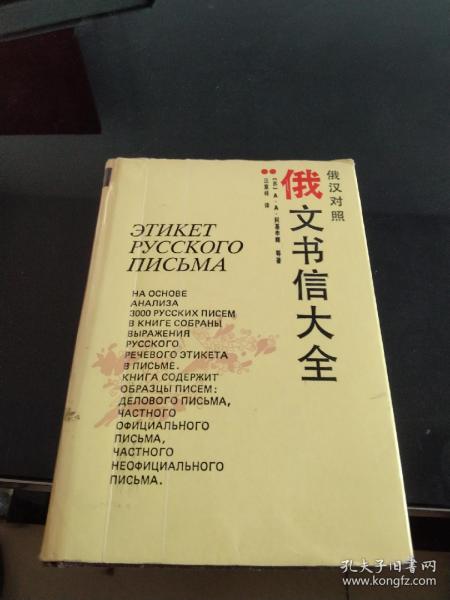 俄汉对照
俄文书信大全
ЭТИКЕТ
РУССКОГО
ПИСЬМА
НА ОСНОВЕ
АНАЛИЗА
3000 РУССКИХ ПИСЕМ
В КНИГЕ СОБРАНЫ
ВЫРАЖЕНИЯ
РУССКОГО
РЕЧЕВОГО ЭТИКЕТА
В ПИСЬМЕ.
КНИГА СОДЕРЖИТ
ОБРАЗЦЫ ПИСЕМ:
ДЕЛОВОГО ПИСЬМА,
ЧАСТНОГО
ОФИЦИАЛЬНОГО
ПИСЬМА,
ЧАСТНОГО
НЕОФИЦИАЛЬНОГО
ПИСЬМА.
孔夫子旧书网
www.kongfz.com